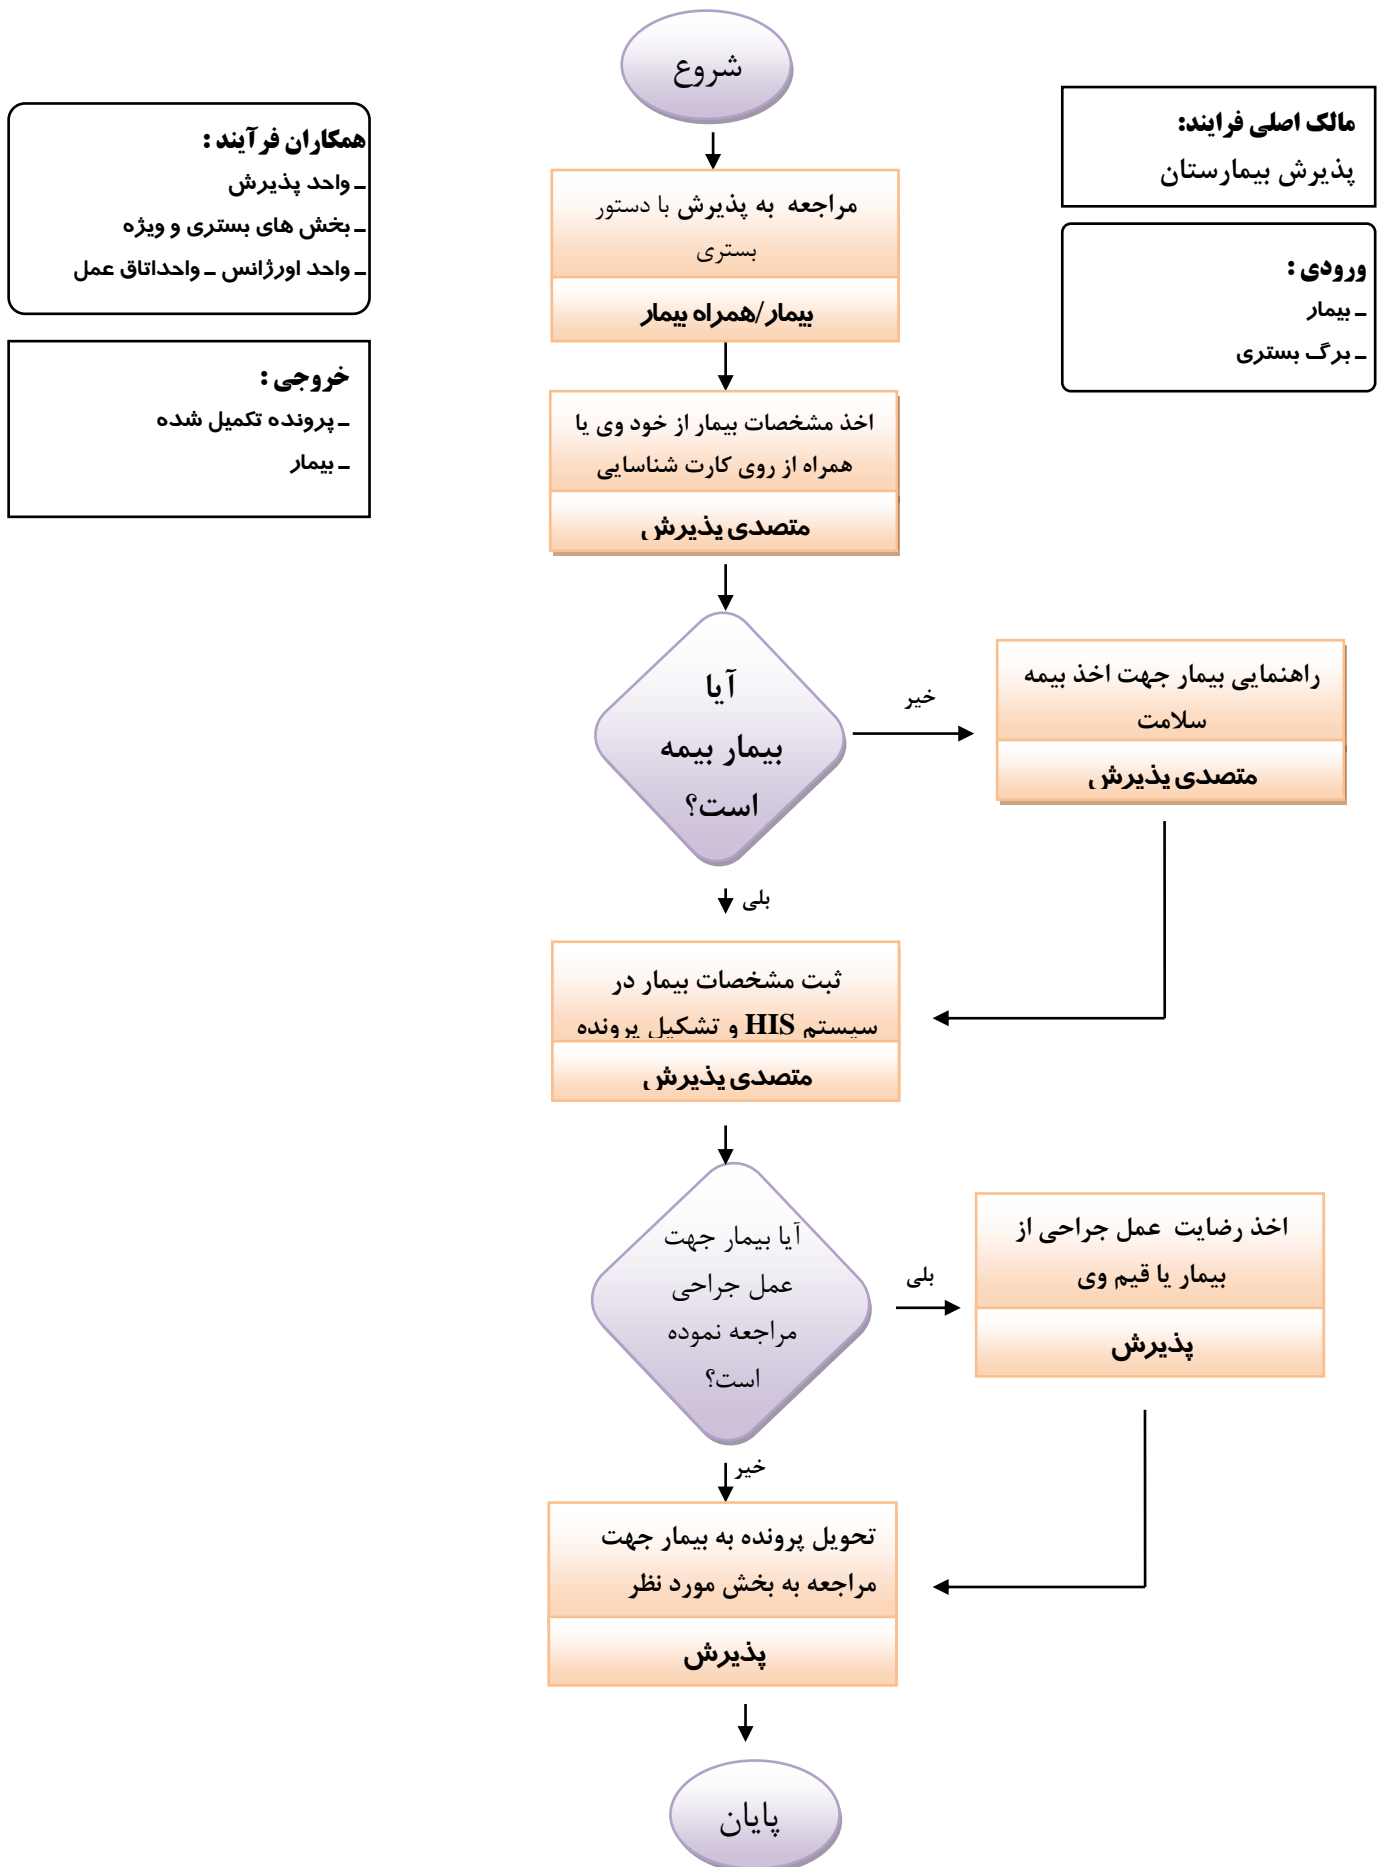 شروع
مالک اصلی فرایند:
پذیرش بیمارستان
همکاران فرآیند :
ـ واحد پذیرش
ـ بخش های بستری و ویژه
ـ واحد اورژانس ـ واحداتاق عمل
ورودی :
ـ بیمار
ـ برگ بستری
خروجی :
ـ پرونده تکمیل شده
ـ بیمار
مراجعه به پذیرش با دستور
بستری
بیمار/همراه بیمار
اخذ مشخصات بیمار از خود وی یا
همراه از روی کارت شناسایی
متصدی پذیرش
آیا
بیمار بیمه
است؟
خیر
راهنمایی بیمار جهت اخذ بیمه
سلامت
متصدی پذیرش
بلی
ثبت مشخصات بیمار در
سیستم HIS و تشکیل پرونده
متصدی پذیرش
آیا بیمار جهت
عمل جراحی
مراجعه نموده
است؟
بلی
اخذ رضایت عمل جراحی از
بیمار یا قیم وی
پذیرش
خیر
تحویل پرونده به بیمار جهت
مراجعه به بخش مورد نظر
پذیرش
پایان